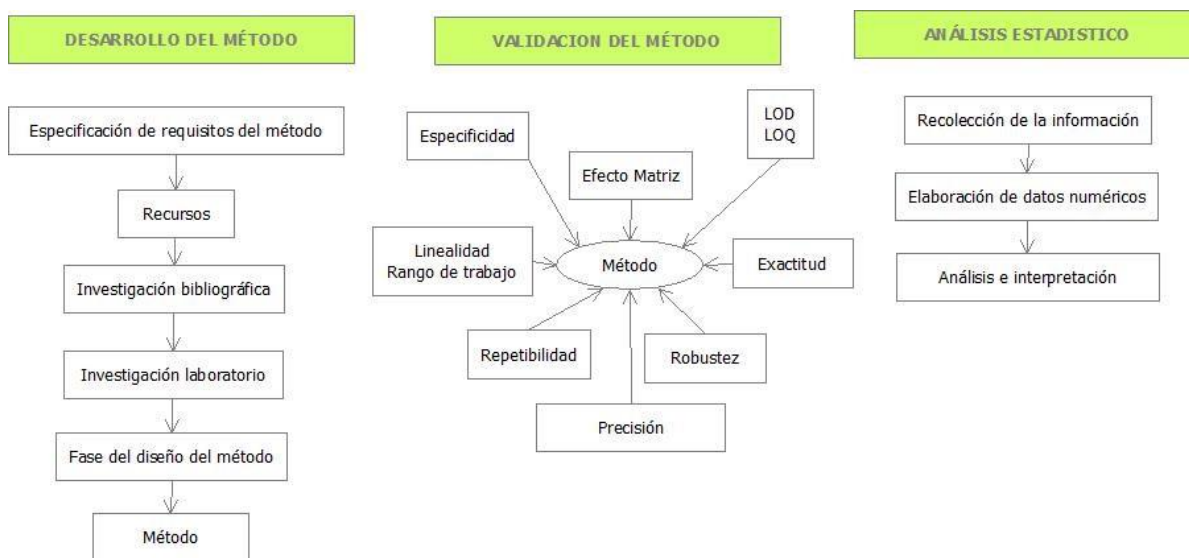 DESARROLLO DEL MÉTODO
Especificación de requisitos del método
Recursos
Investigación bibliográfica
Investigación laboratorio
Fase del diseño del método
Método
VALIDACION DEL MÉTODO
Especificidad
Efecto Matriz
LOD
LOQ
Linealidad
Rango de trabajo
Método
Exactitud
Repetibilidad
Robustez
Precisión
ANÁLISIS ESTADISTICO
Recolección de la información
Elaboración de datos numéricos
Análisis e interpretación